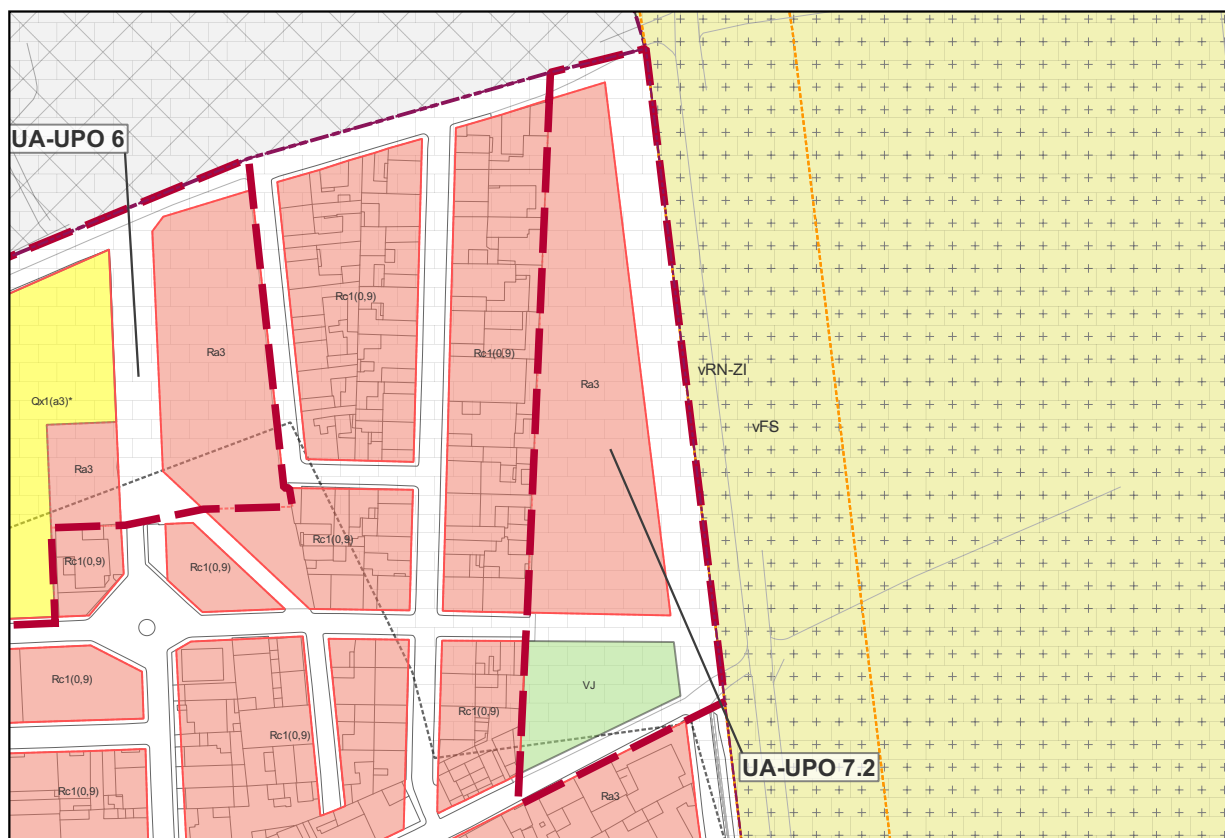 UA-UPO 6
Rc1(0,9)
Ra3
Rc1(0,9)
vRN-ZI
Ra3
Qx1(a3)*
vFS
Ra3
Rc1(0,9)
Rc1(0,9)
Rc1(0,9)
Rc1(0,9)
VJ
Rc1(0,9)
Rc1(0,9)
UA-UPO 7.2
Rc1(0,9)
Ra3